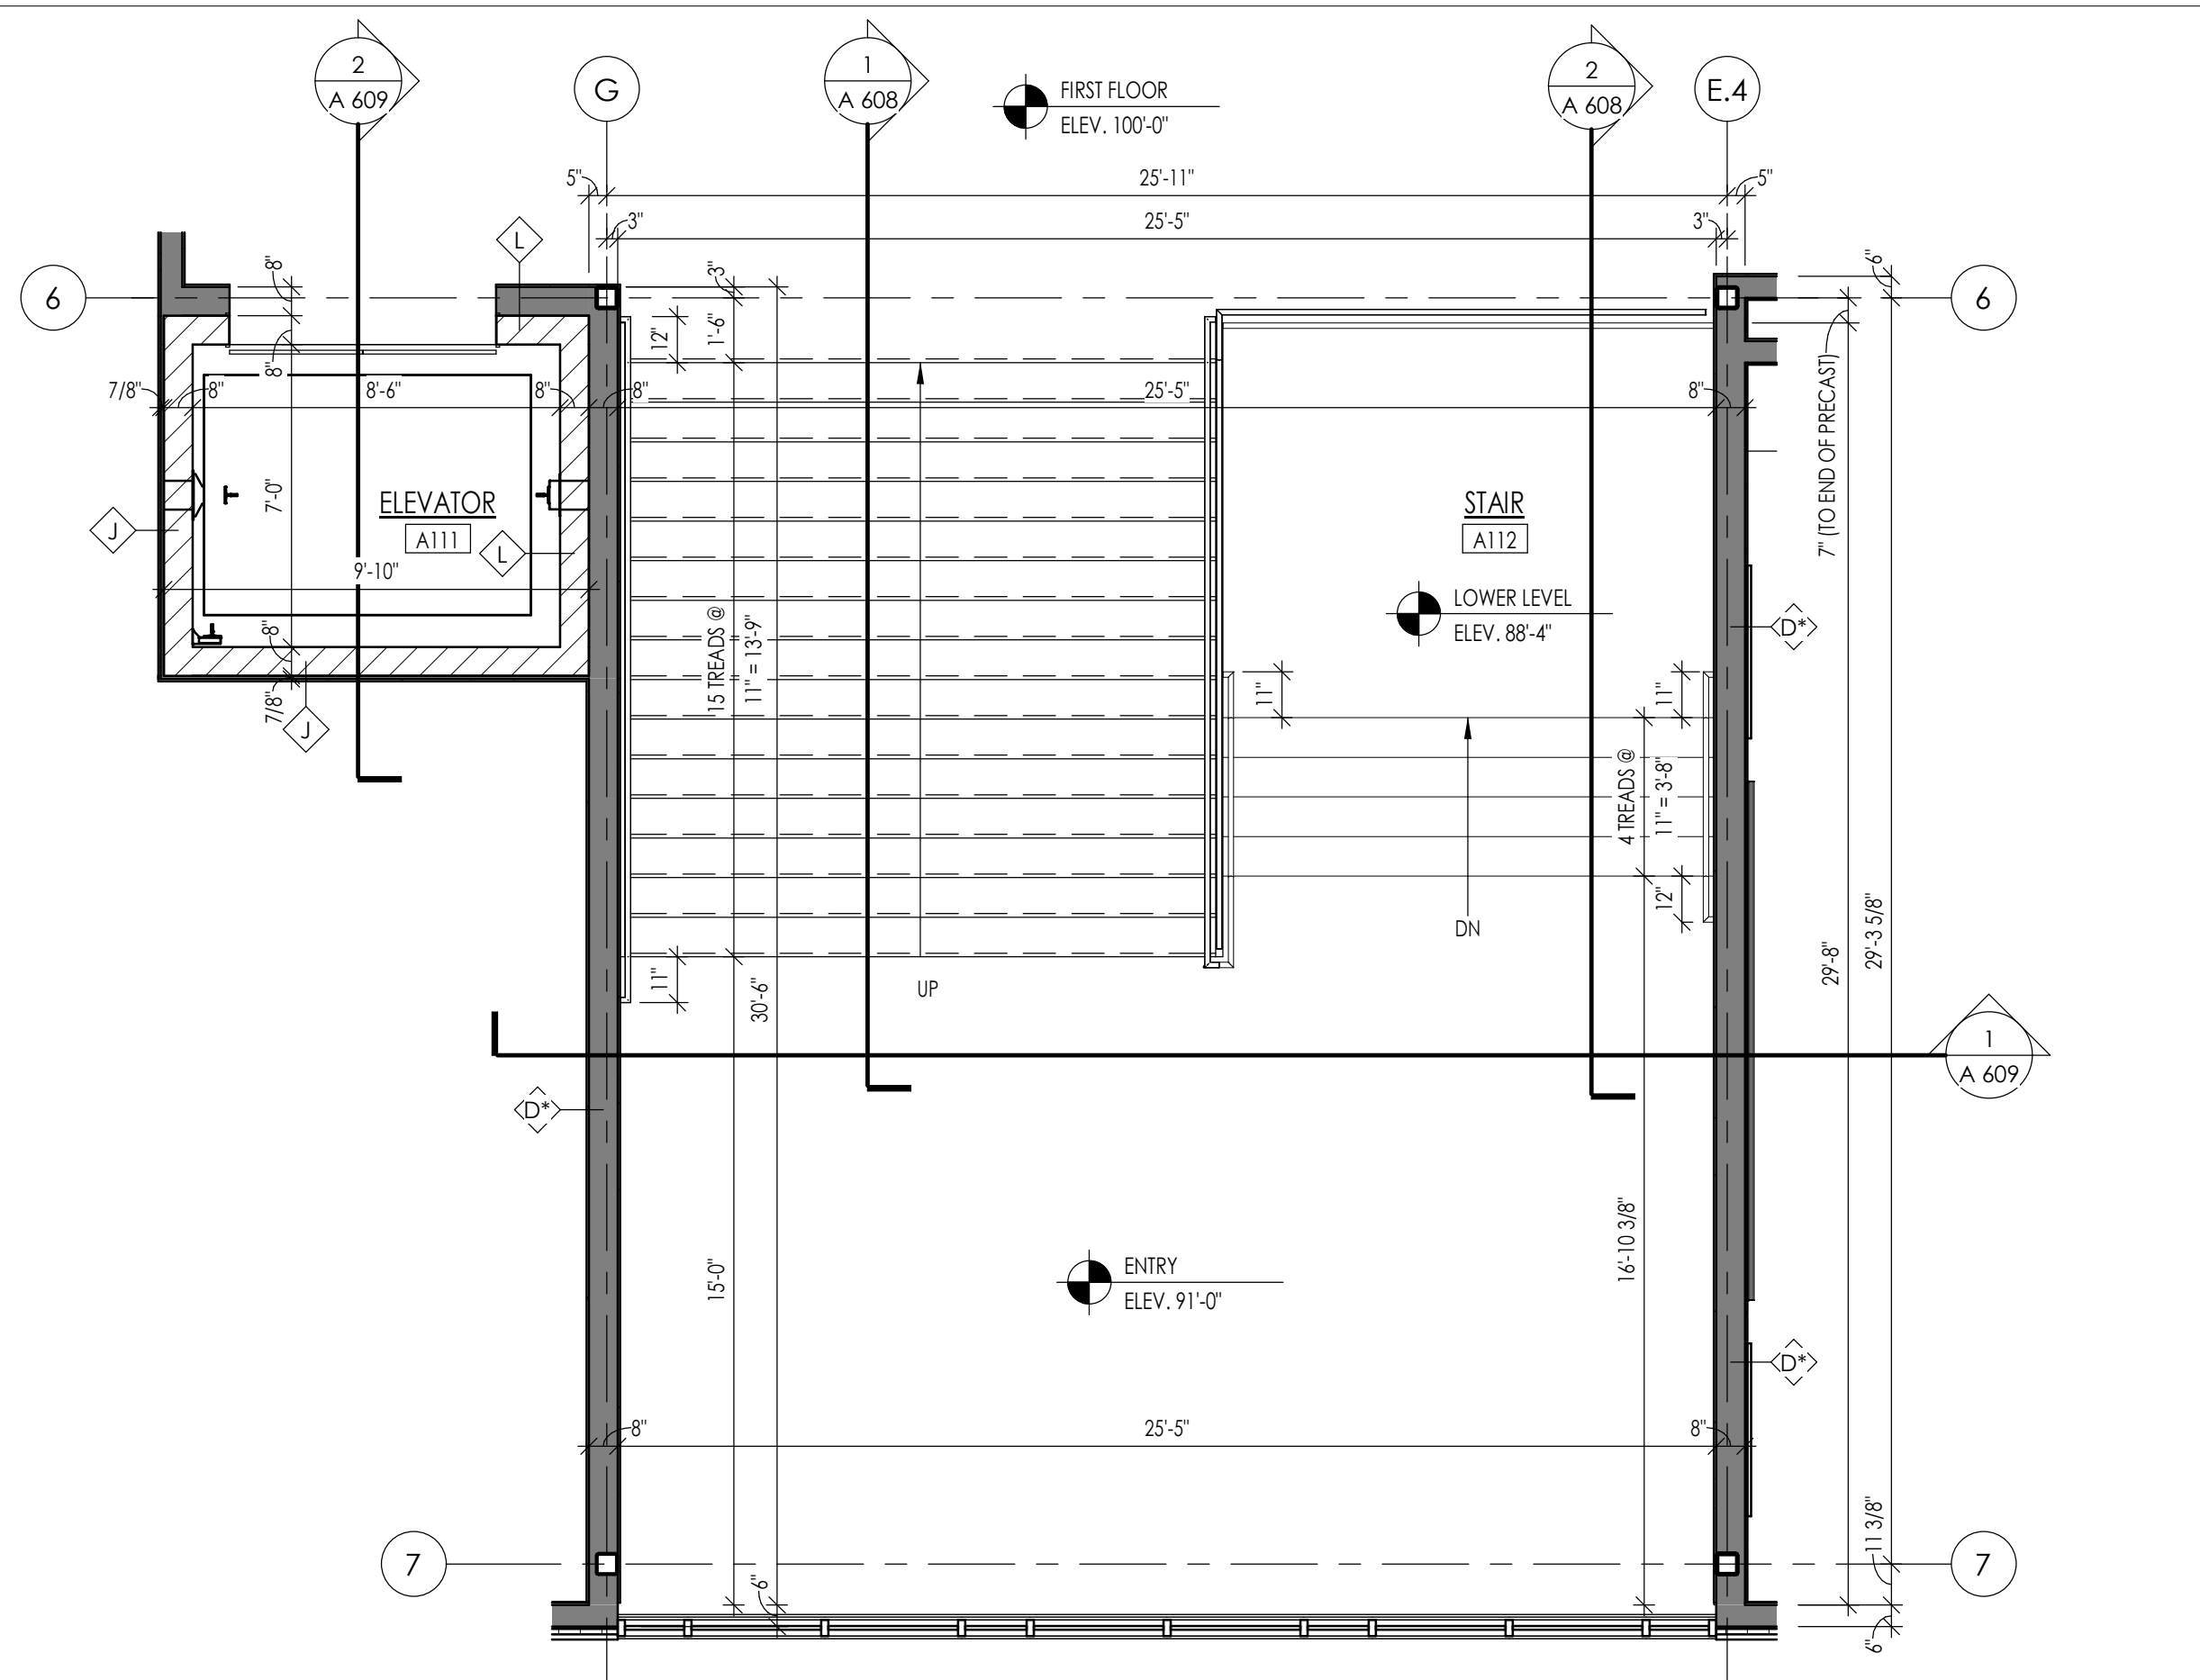 2
A 609
G
1
A 608
FIRST FLOOR
ELEV. 100'-0"
2
A 608
E.4
5"
25'-11"
5"
3"
25'-5"
3"
L
6
8"
3"
6"
6
12"
1'-6"
8"
7/8"
8"
8'-6"
8"
8"
25'-5"
8"
7" (TO END OF PRECAST)
7'-0"
ELEVATOR
A111
STAIR
A112
J
L
9'-10"
LOWER LEVEL
ELEV. 88'-4"
D*
8"
15 TREADS @
11" = 13'-9"
7/8"
J
11"
11"
4 TREADS @
11" = 3'-8"
12"
DN
29'-8"
29'-3 5/8"
11"
30'-6"
UP
1
A 609
D*
15'-0"
ENTRY
ELEV. 91'-0"
16'-10 3/8"
D*
8"
25'-5"
8"
7
11 3/8"
7
6"
6"